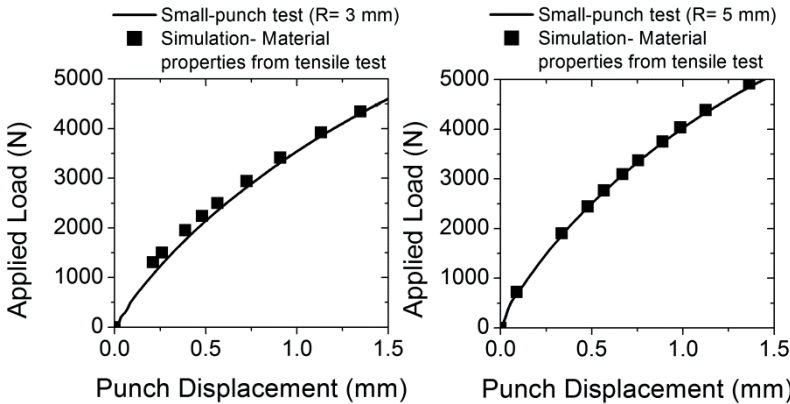 Small-punch test (R= 3 mm)
Simulation- Material
properties from tensile test
5000
4000
3000
2000
1000
0
0.0
0.5
1.0
1.5
Applied Load (N)
Punch Displacement (mm)
Small-punch test (R= 5 mm)
Simulation- Material
properties from tensile test
5000
4000
3000
2000
1000
0
0.0
0.5
1.0
1.5
Applied Load (N)
Punch Displacement (mm)